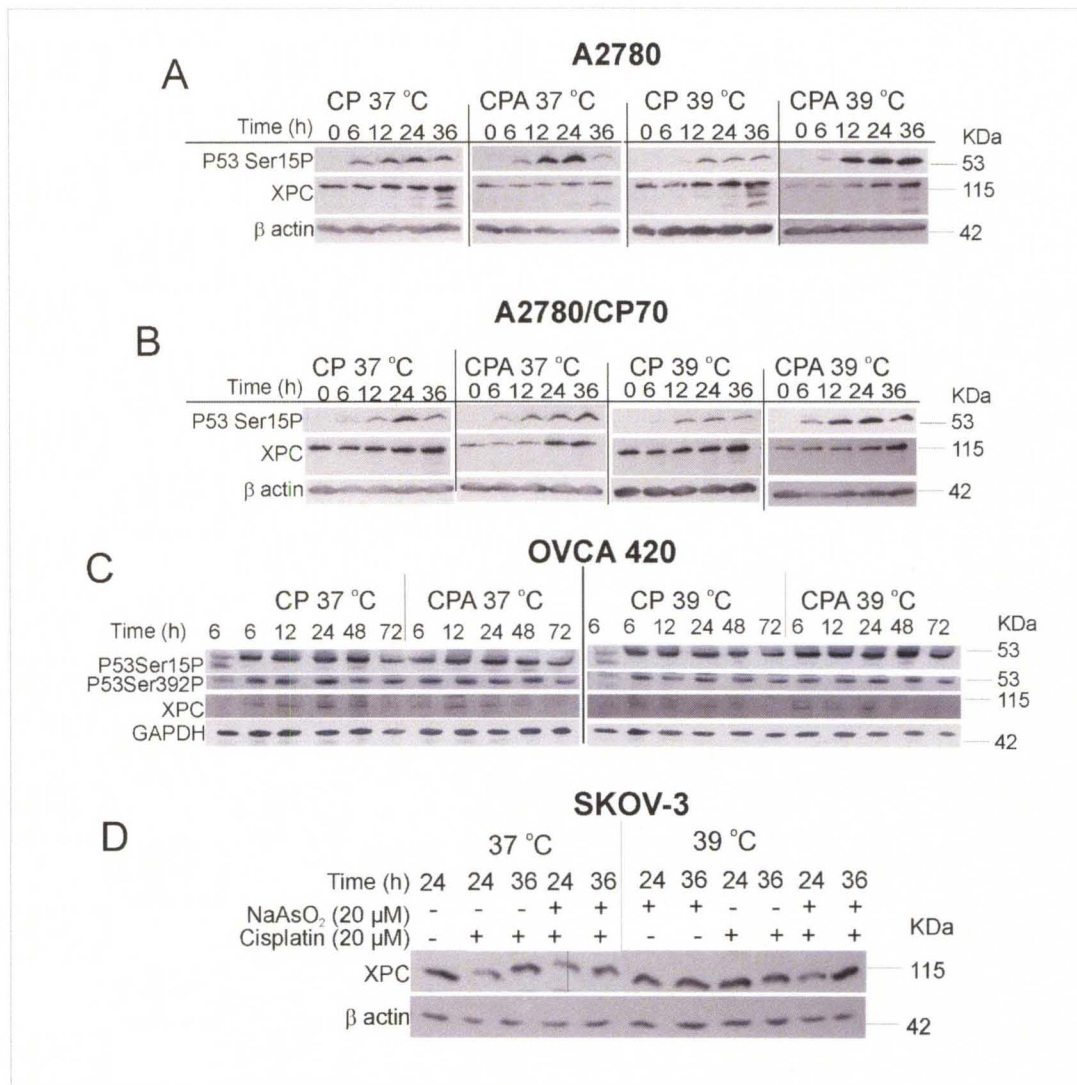 A
A2780
CP 37 °C CPA 37 °C CP 39 °C CPA 39 °C
Time (h) 0 6 12 24 36 0 6 12 24 36 0 6 12 24 36 0 6 12 24 36 KDa
P53 Ser15P 53
XPC 115
β actin 42
B
A2780/CP70
CP 37 °C CPA 37 °C CP 39 °C CPA 39 °C
Time (h) 0 6 12 24 36 0 6 12 24 36 0 6 12 24 36 0 6 12 24 36 KDa
P53 Ser15P 53
XPC 115
β actin 42
C
OVCA 420
CP 37 °C CPA 37 °C CP 39 °C CPA 39 °C
Time (h) 6 6 12 24 48 72 6 12 24 48 72 6 6 12 24 48 72 6 12 24 48 72 KDa
P53Ser15P 53
P53Ser392P 53
XPC 115
GAPDH 42
D
SKOV-3
37 °C 39 °C
Time (h) 24 24 36 24 36 24 36 24 36 24 36
NaAsO₂ (20 µM) - - - + + + + - - + + KDa
Cisplatin (20 µM) - + + + + - - + + + +
XPC 115
β actin 42